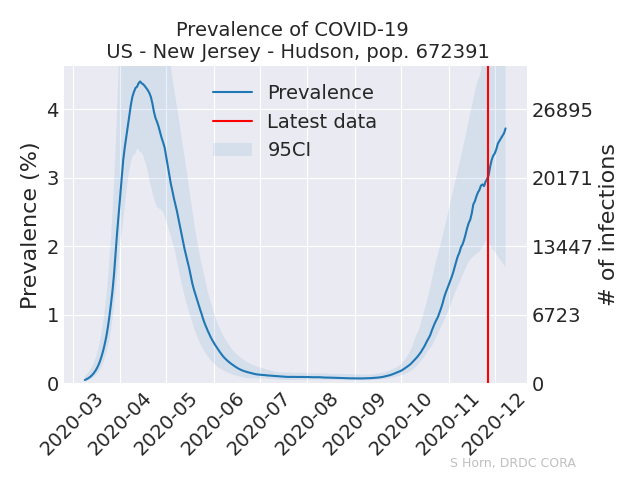 Prevalence of COVID-19
US - New Jersey - Hudson, pop. 672391
Prevalence
Latest data
95CI
Prevalence (%)
4
3
2
1
0
26895
20171
13447
6723
0
# of infections
2020-03
2020-04
2020-05
2020-06
2020-07
2020-08
2020-09
2020-10
2020-11
2020-12
S Horn, DRDC CORA